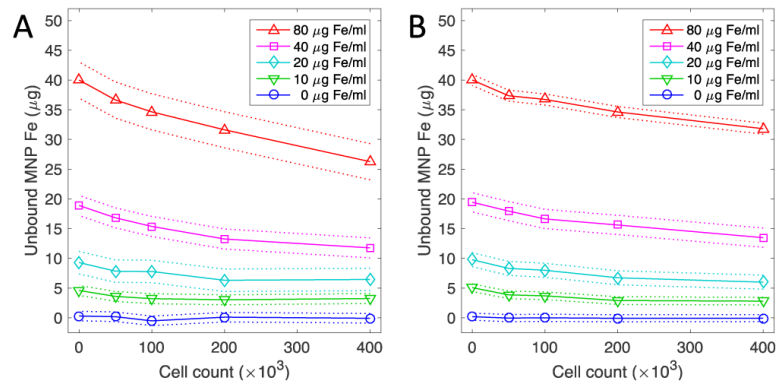 A
50
45
40
35
30
25
20
15
10
5
0
Unbound MNP Fe (μg)
80 μg Fe/ml
40 μg Fe/ml
20 μg Fe/ml
10 μg Fe/ml
0 μg Fe/ml
0 100 200 300 400
Cell count (×10³)
B
50
45
40
35
30
25
20
15
10
5
0
Unbound MNP Fe (μg)
80 μg Fe/ml
40 μg Fe/ml
20 μg Fe/ml
10 μg Fe/ml
0 μg Fe/ml
0 100 200 300 400
Cell count (×10³)